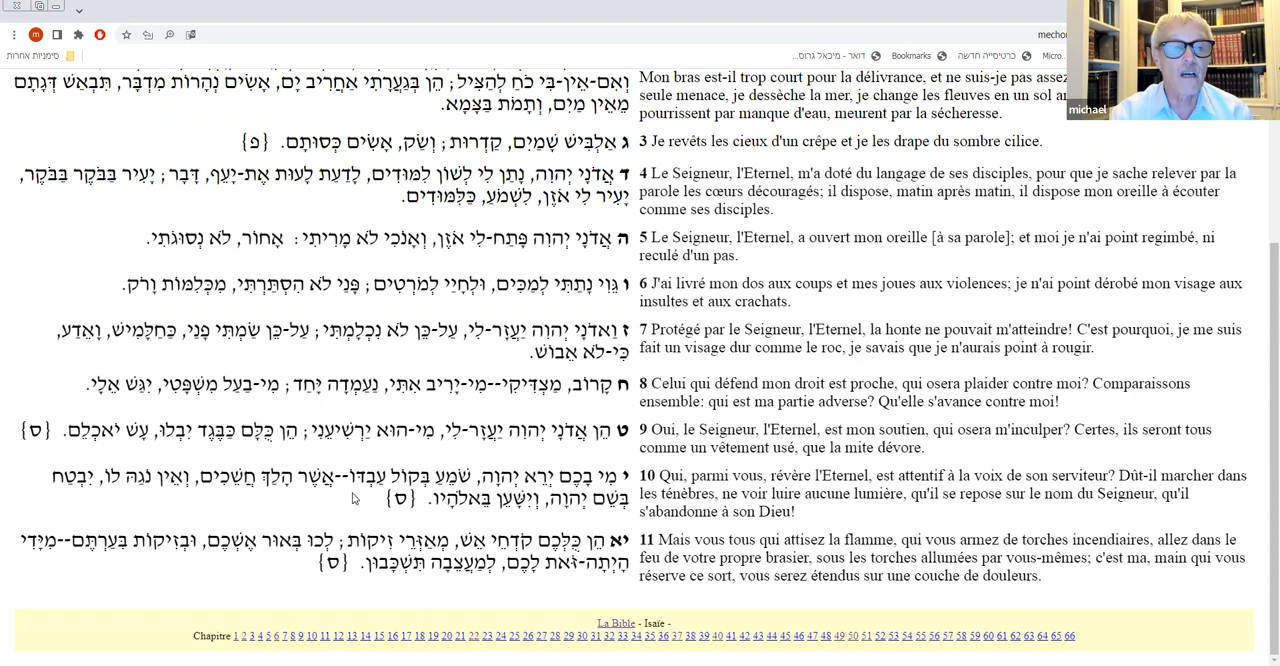 m
mechon
סימניות אחרות
דואר - מיכאל גרוס...
Bookmarks
כרטיסייה חדשה
Micro...
michael
וְאִם-אֵין-בִּי כֹחַ לְהַצִּיל; הֵן בְּגַעֲרָתִי אַחֲרִיב יָם, אָשִׂים נְהָרוֹת מִדְבָּר, תִּבְאַשׁ דְּגָתָם
מֵאֵין מַיִם, וְתָמֹת בַּצָּמָא.
Mon bras est-il trop court pour la délivrance, et ne suis-je pas assez
seule menace, je dessèche la mer, je change les fleuves en un sol
pourrissent par manque d'eau, meurent par la sécheresse.
ג אַלְבִּישׁ שָׁמַיִם, קַדְרוּת; וְשַׂק, אָשִׂים כְּסוּתָם. {פ}
3 Je revêts les cieux d'un crêpe et je les drape du sombre cilice.
ד אֲדֹנָי יְהוִה, נָתַן לִי לְשׁוֹן לִמּוּדִים, לָדַעַת לָעוּת אֶת-יָעֵף, דָּבָר; יָעִיר בַּבֹּקֶר בַּבֹּקֶר,
יָעִיר לִי אֹזֶן, לִשְׁמֹעַ, כַּלִּמּוּדִים.
4 Le Seigneur, l'Eternel, m'a doté du langage de ses disciples, pour que je sache relever par la
parole les cœurs découragés; il dispose, matin après matin, il dispose mon oreille à écouter
comme ses disciples.
ה אֲדֹנָי יְהוִה פָּתַח-לִי אֹזֶן, וְאָנֹכִי לֹא מָרִיתִי: אָחוֹר, לֹא נְסוּגֹתִי.
5 Le Seigneur, l'Eternel, a ouvert mon oreille [à sa parole]; et moi je n'ai point regimbé, ni
reculé d'un pas.
ו גֵּוִי נָתַתִּי לְמַכִּים, וּלְחָיַי לְמֹרְטִים; פָּנַי לֹא הִסְתַּרְתִּי, מִכְּלִמּוֹת וָרֹק.
6 J'ai livré mon dos aux coups et mes joues aux violences; je n'ai point dérobé mon visage aux
insultes et aux crachats.
ז וַאדֹנָי יְהוִה יַעֲזָר-לִי, עַל-כֵּן לֹא נִכְלָמְתִּי; עַל-כֵּן שַׂמְתִּי פָנַי, כַּחַלָּמִישׁ, וָאֵדַע,
כִּי-לֹא אֵבוֹשׁ.
7 Protégé par le Seigneur, l'Eternel, la honte ne pouvait m'atteindre! C'est pourquoi, je me suis
fait un visage dur comme le roc, je savais que je n'aurais point à rougir.
ח קָרוֹב, מַצְדִּיקִי--מִי-יָרִיב אִתִּי, נַעַמְדָה יָּחַד; מִי-בַעַל מִשְׁפָּטִי, יִגַּשׁ אֵלָי.
8 Celui qui défend mon droit est proche, qui osera plaider contre moi? Comparaissons
ensemble: qui est ma partie adverse? Qu'elle s'avance contre moi!
ט הֵן אֲדֹנָי יְהוִה יַעֲזָר-לִי, מִי-הוּא יַרְשִׁיעֵנִי; הֵן כֻּלָּם כַּבֶּגֶד יִבְלוּ, עָשׁ יֹאכְלֵם. {ס}
9 Oui, le Seigneur, l'Eternel, est mon soutien, qui osera m'inculper? Certes, ils seront tous
comme un vêtement usé, que la mite dévore.
י מִי בָכֶם יְרֵא יְהוָה, שֹׁמֵעַ בְּקוֹל עַבְדּוֹ--אֲשֶׁר הָלַךְ חֲשֵׁכִים, וְאֵין נֹגַהּ לוֹ, יִבְטַח
בְּשֵׁם יְהוָה, וְיִשָּׁעֵן בֵּאלֹהָיו. {ס}
10 Qui, parmi vous, révère l'Eternel, est attentif à la voix de son serviteur? Dût-il marcher dans
les ténèbres, ne voir luire aucune lumière, qu'il se repose sur le nom du Seigneur, qu'il
s'abandonne à son Dieu!
יא הֵן כֻּלְּכֶם קֹדְחֵי אֵשׁ, מְאַזְּרֵי זִיקוֹת; לְכוּ בְּאוּר אֶשְׁכֶם, וּבְזִיקוֹת בִּעַרְתֶּם--מִיָּדִי
הָיְתָה-זֹּאת לָכֶם, לְמַעֲצֵבָה תִּשְׁכָּבוּן. {ס}
11 Mais vous tous qui attisez la flamme, qui vous armez de torches incendiaires, allez dans le
feu de votre propre brasier, sous les torches allumées par vous-mêmes; c'est ma, main qui vous
réserve ce sort, vous serez étendus sur une couche de douleurs.
La Bible - Isaïe -
Chapitre 1 2 3 4 5 6 7 8 9 10 11 12 13 14 15 16 17 18 19 20 21 22 23 24 25 26 27 28 29 30 31 32 33 34 35 36 37 38 39 40 41 42 43 44 45 46 47 48 49 50 51 52 53 54 55 56 57 58 59 60 61 62 63 64 65 66